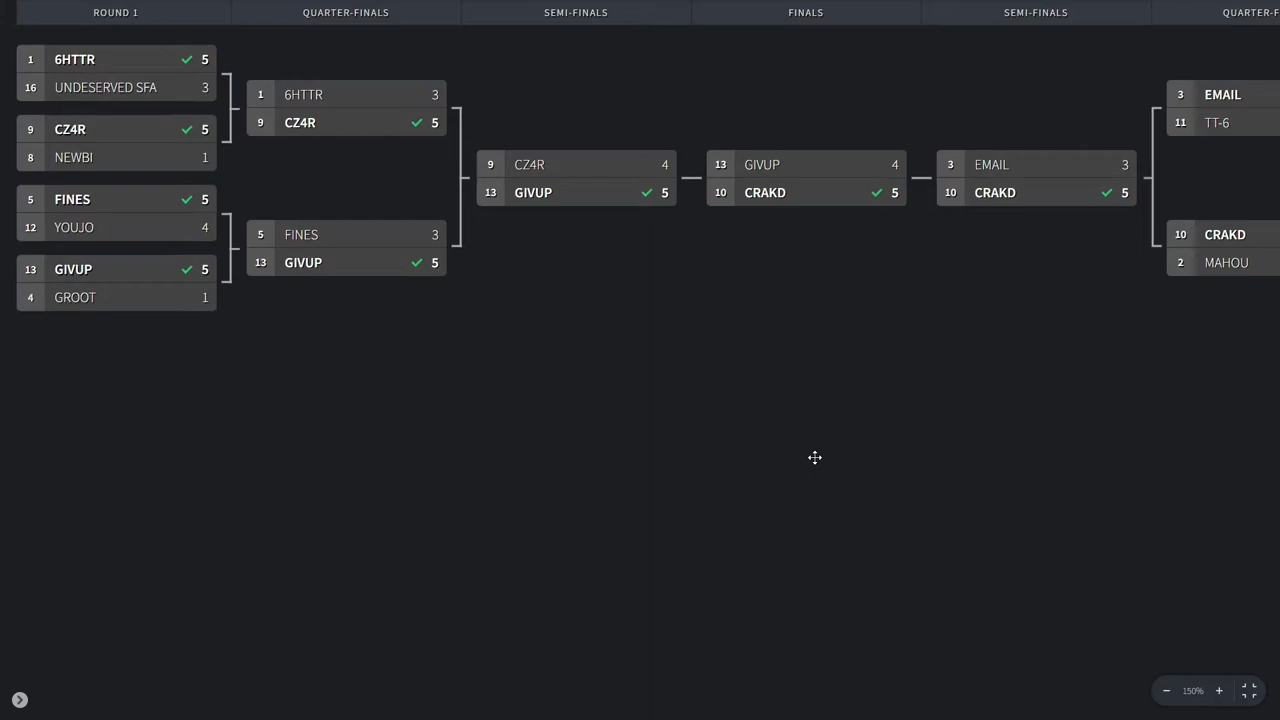 ROUND 1
QUARTER-FINALS
SEMI-FINALS
FINALS
SEMI-FINALS
QUARTER-F
1 6HTTR 5
16 UNDESERVED SFA 3
9 CZ4R 5
8 NEWBI 1
5 FINES 5
12 YOUJO 4
13 GIVUP 5
4 GROOT 1
1 6HTTR 3
9 CZ4R 5
5 FINES 3
13 GIVUP 5
9 CZ4R 4
13 GIVUP 5
13 GIVUP 4
10 CRAKD 5
3 EMAIL 3
10 CRAKD 5
3 EMAIL
11 TT-6
10 CRAKD
2 MAHOU
150%